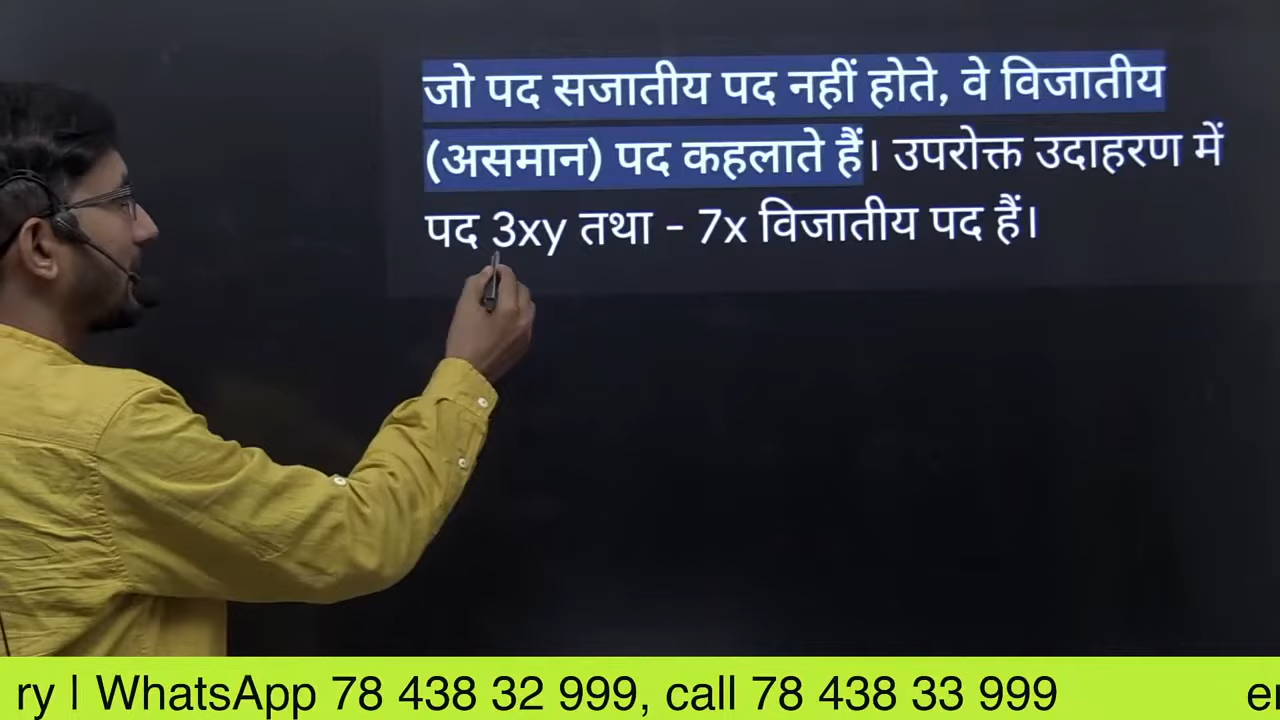 जो पद सजातीय पद नहीं होते, वे विजातीय
(असमान) पद कहलाते हैं। उपरोक्त उदाहरण में
पद 3xy तथा - 7x विजातीय पद हैं।
ry | WhatsApp 78 438 32 999, call 78 438 33 999